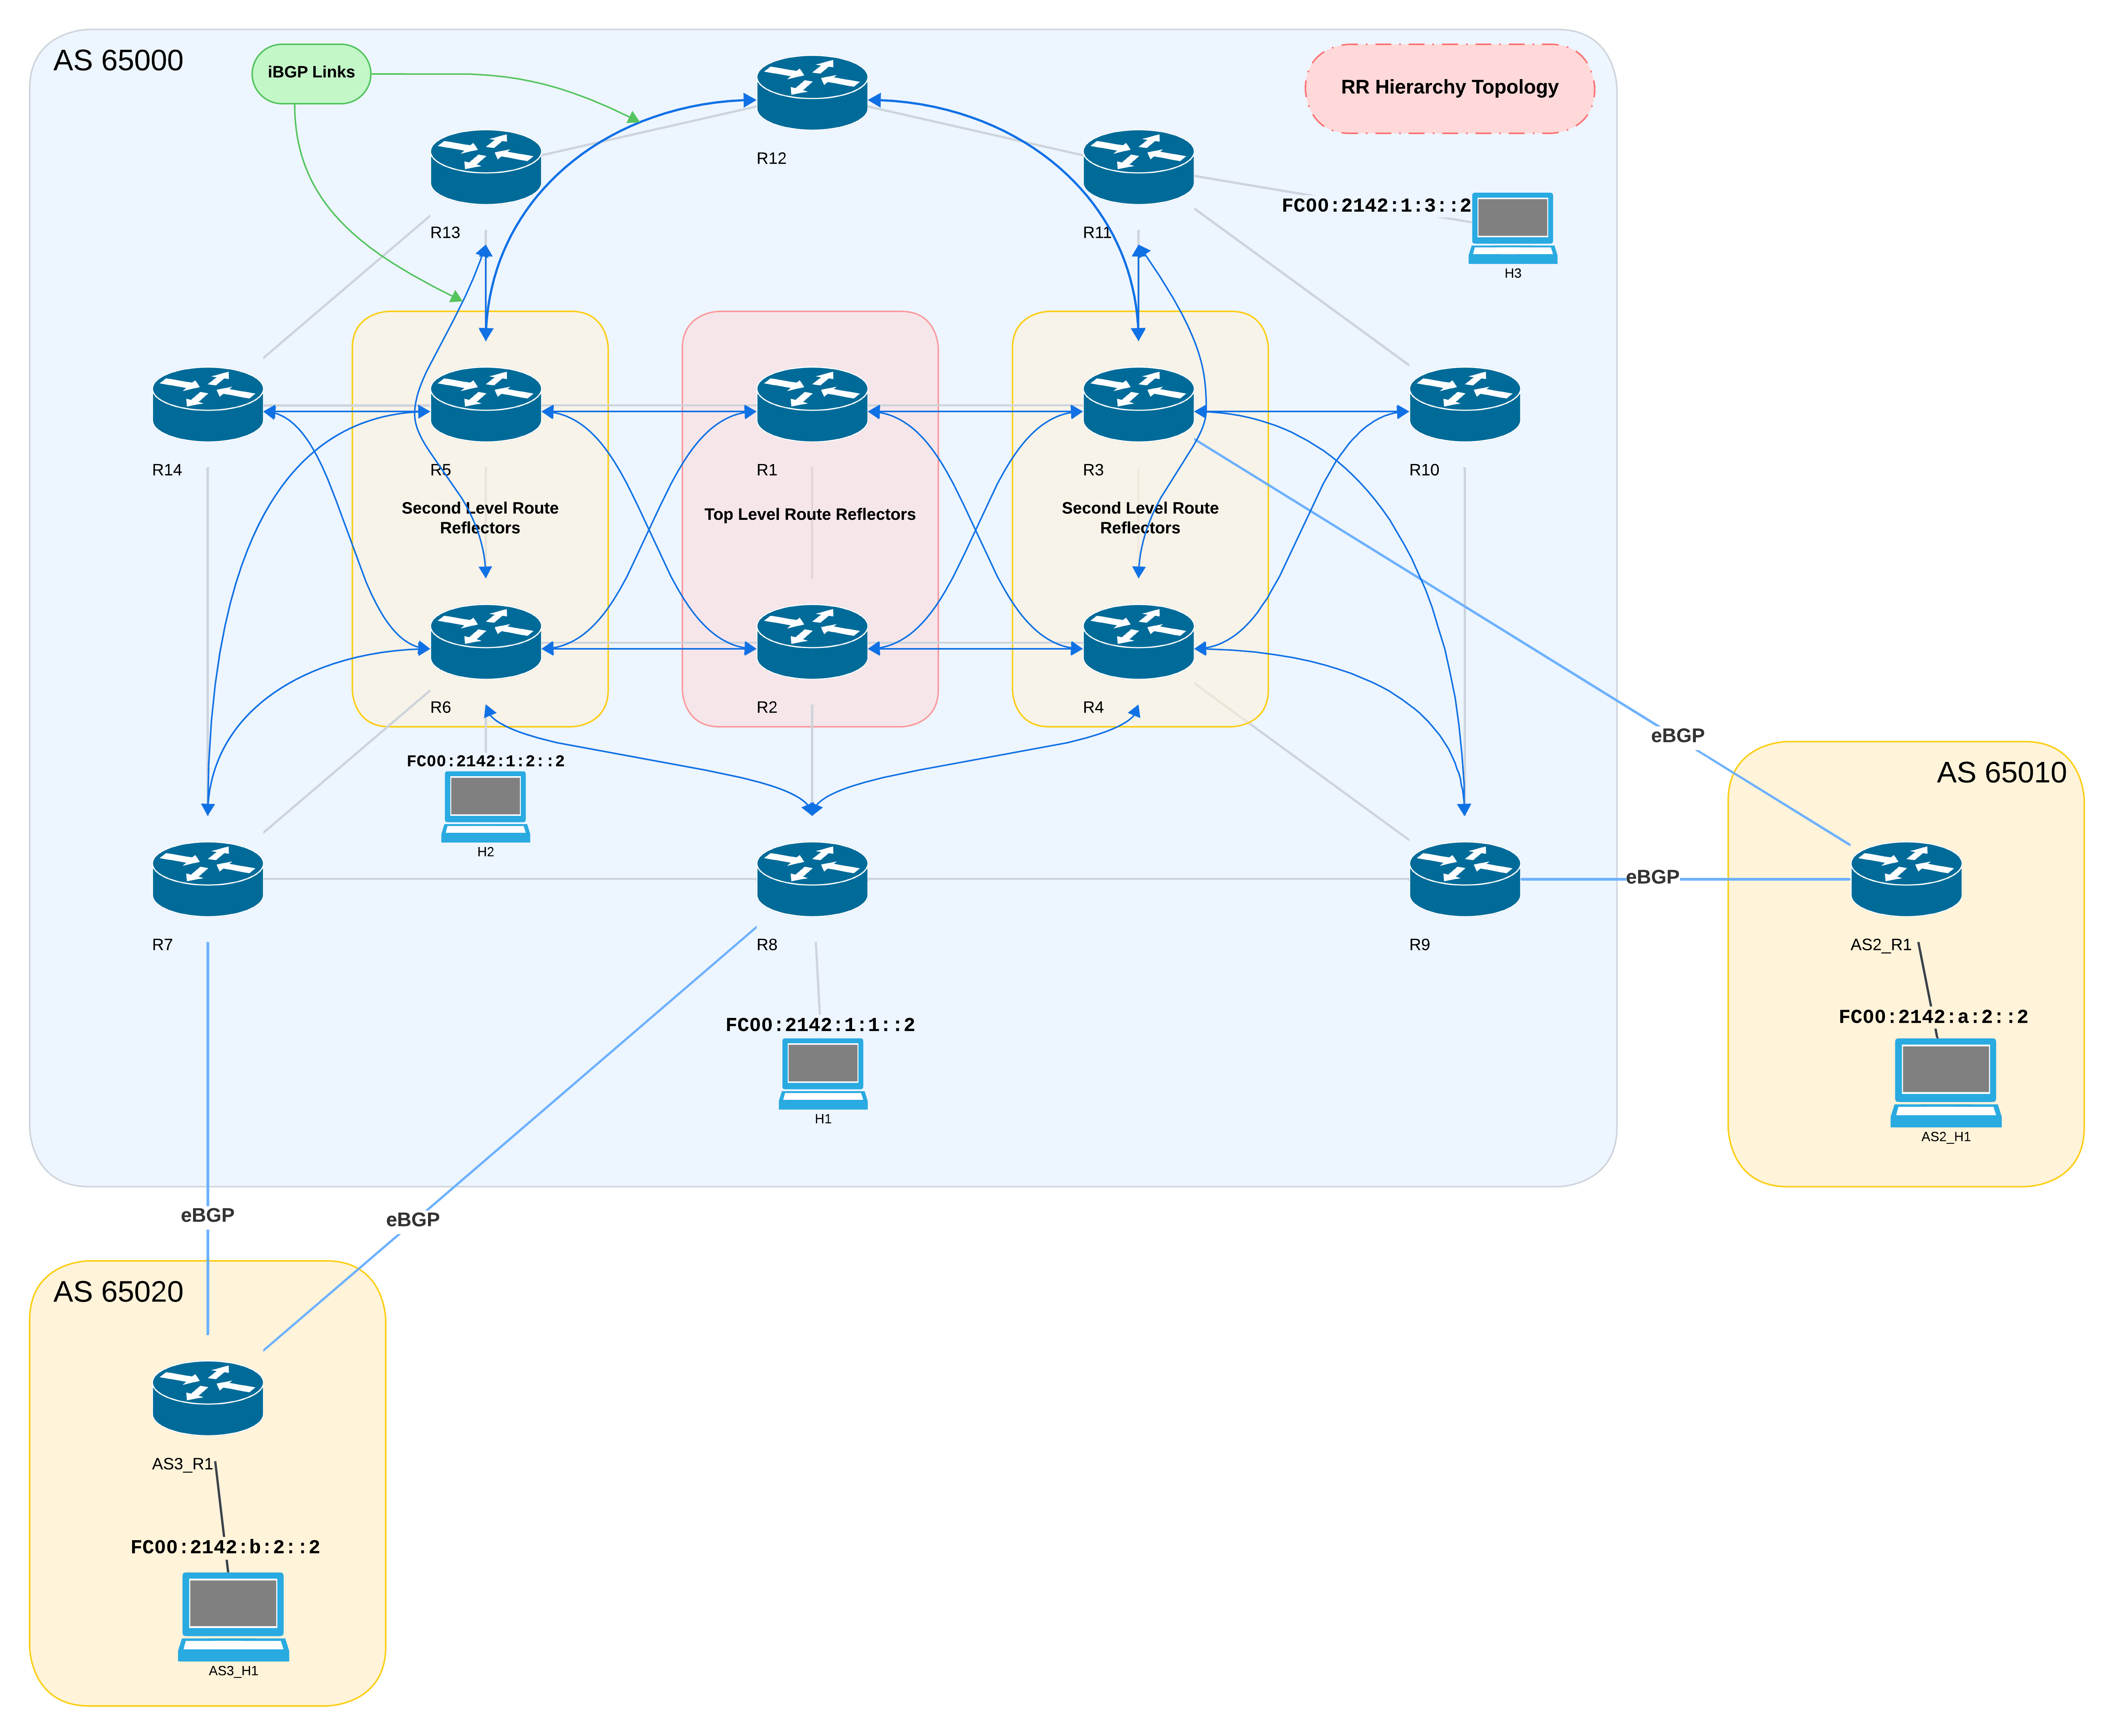 AS 65000
iBGP Links
RR Hierarchy Topology
R12
R13
R11
FC00:2142:1:3::2
H3
R14
R5
R1
R3
R10
Second Level Route
Reflectors
Top Level Route Reflectors
Second Level Route
Reflectors
R6
R2
R4
eBGP
FC00:2142:1:2::2
H2
AS 65010
eBGP
R7
R8
R9
AS2_R1
FC00:2142:1:1::2
H1
FC00:2142:a:2::2
AS2_H1
eBGP
eBGP
AS 65020
AS3_R1
FC00:2142:b:2::2
AS3_H1